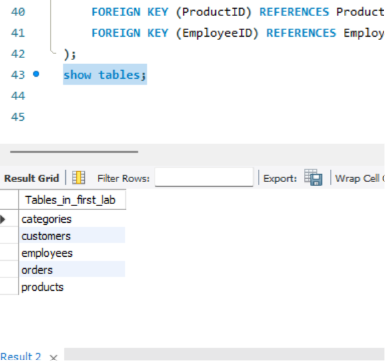 40 FOREIGN KEY (ProductID) REFERENCES Product
41 FOREIGN KEY (EmployeeID) REFERENCES Employ
42 );
43 show tables;
44
45
Result Grid Filter Rows: Export: Wrap Cell C
Tables_in_first_lab
categories
customers
employees
orders
products
Result 2 ×